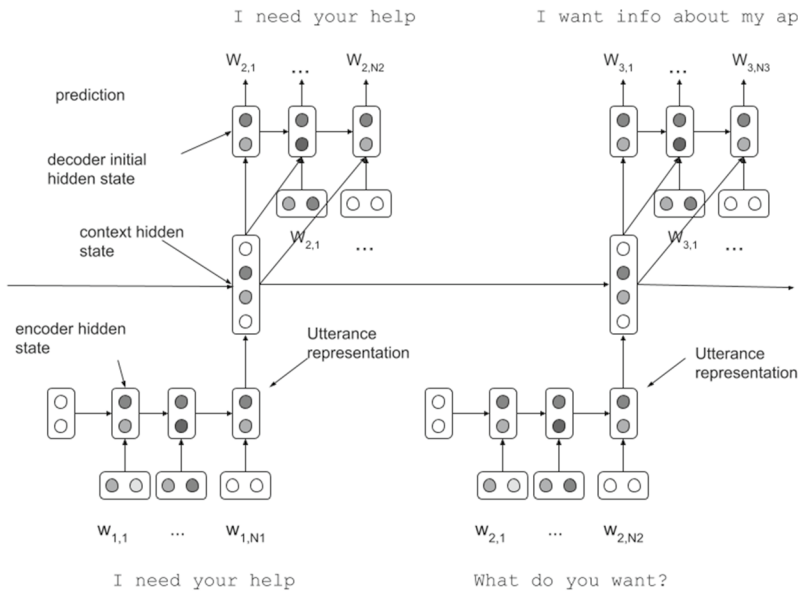 I need your help
I want info about my ap
W2,1 ... W2,N2
W3,1 ... W3,N3
prediction
decoder initial
hidden state
context hidden
state
W2,1 ...
W3,1 ...
encoder hidden
state
Utterance
representation
Utterance
representation
w1,1 ... w1,N1
w2,1 ... w2,N2
I need your help
What do you want?